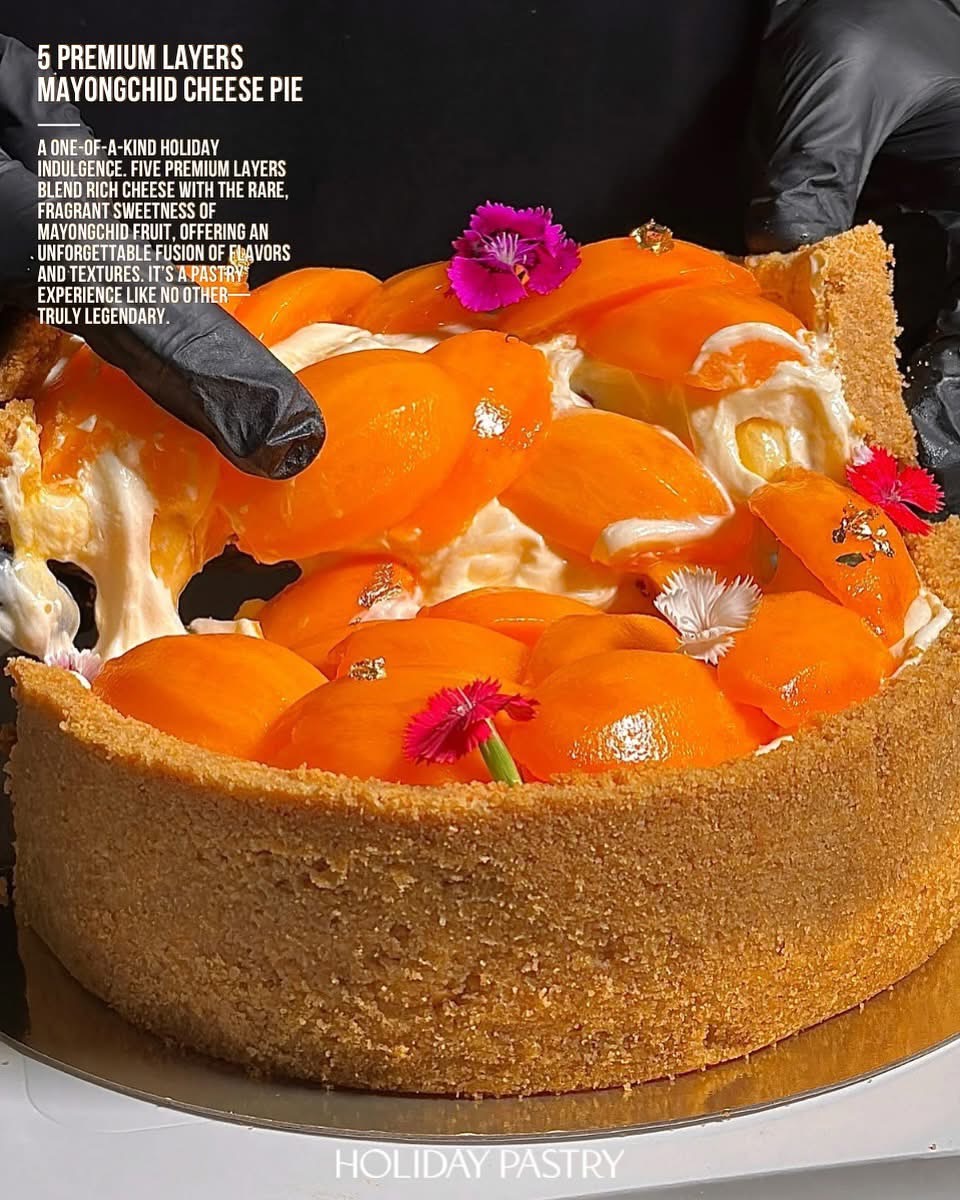 5 PREMIUM LAYERS
MAYONGCHID CHEESE PIE
A ONE-OF-A-KIND HOLIDAY
INDULGENCE. FIVE PREMIUM LAYERS
BLEND RICH CHEESE WITH THE RARE,
FRAGRANT SWEETNESS OF
MAYONGCHID FRUIT, OFFERING AN
UNFORGETTABLE FUSION OF FLAVORS
AND TEXTURES. IT'S A PASTRY
EXPERIENCE LIKE NO OTHER—
TRULY LEGENDARY.
HOLIDAY PASTRY